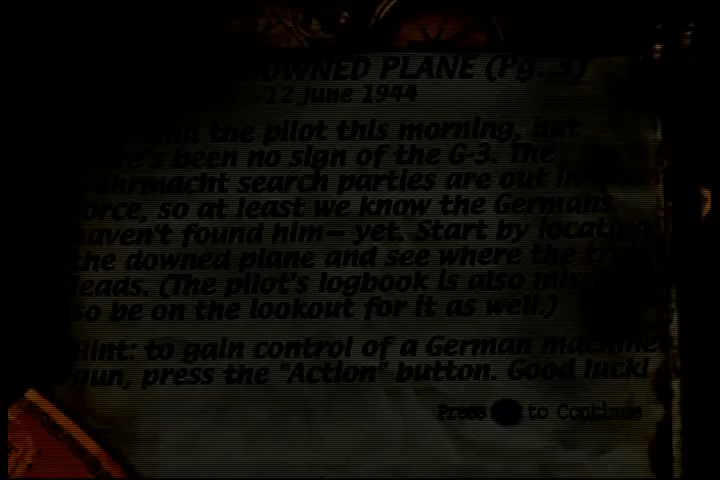 OWNED PLANE (Pg. 3)
12 June 1944
the pilot this morning, but
been no sign of the G-3. The
search parties are out in
so at least we know the Germans
haven't found him— yet. Start by locating
the downed plane and see where the
leads. (The pilot's logbook is also
so be on the lookout for it as well.)
Hint: to gain control of a German machine
gun, press the "Action" button. Good luck!
Press to Continue